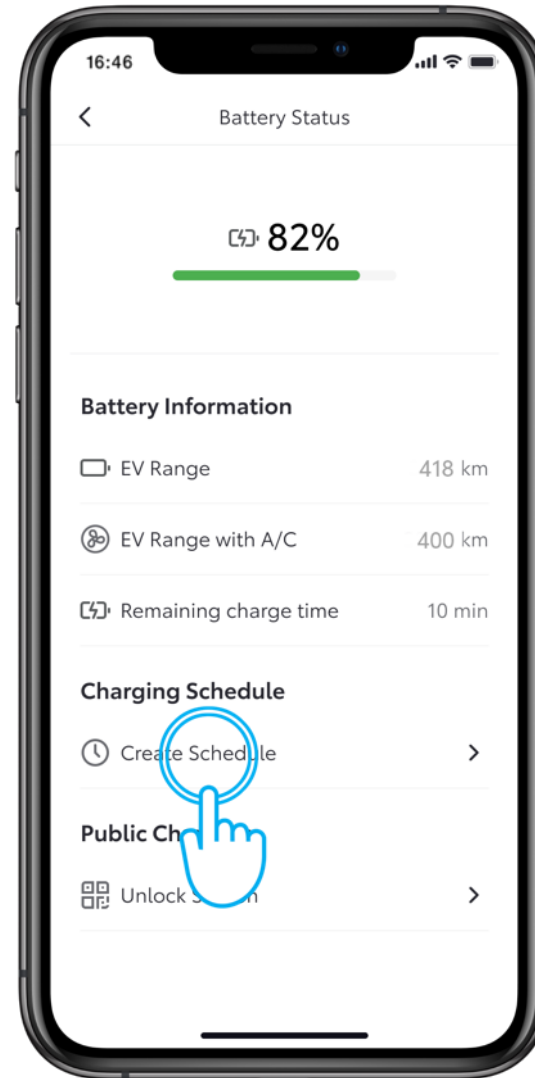 16:46
Battery Status
82%
Battery Information
EV Range 418 km
EV Range with A/C 400 km
Remaining charge time 10 min
Charging Schedule
Create Schedule
Public
Unlock